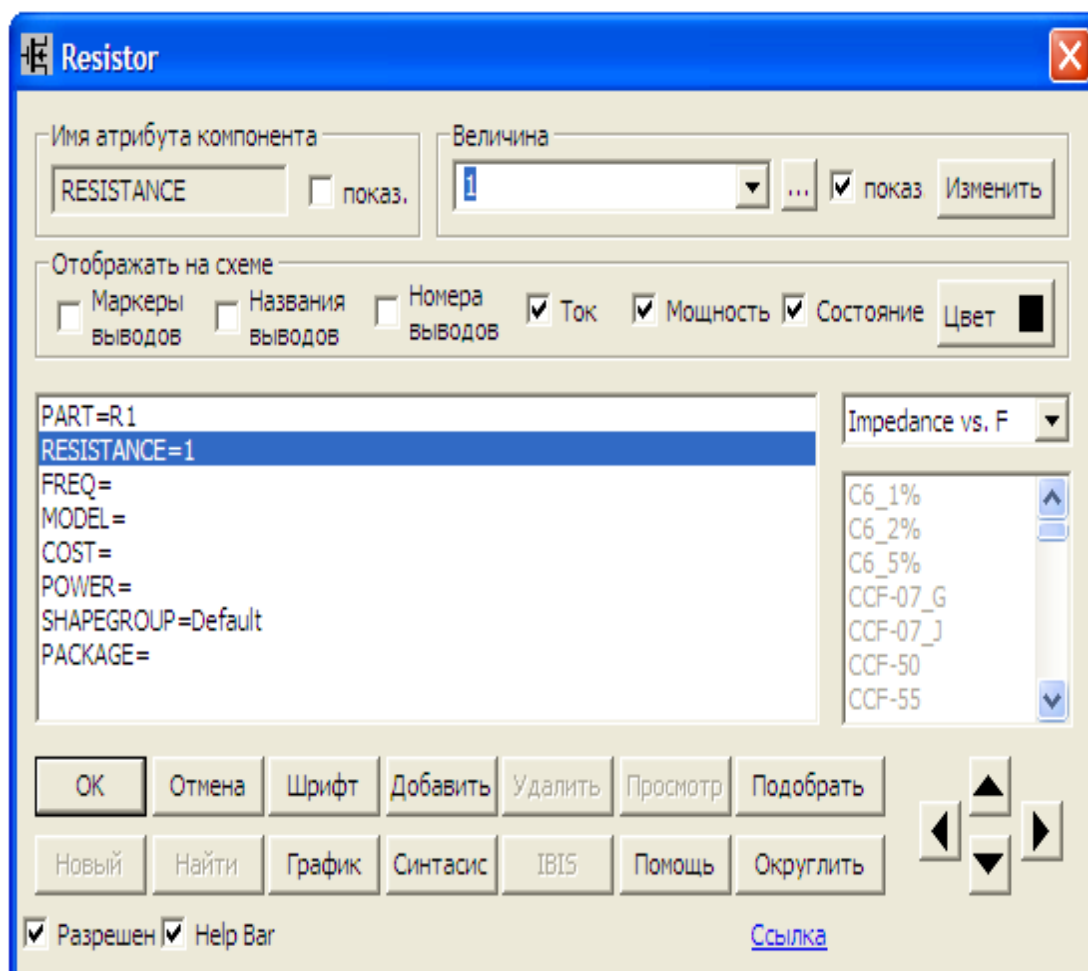 Resistor
Имя атрибута компонента
RESISTANCE
показ.
Величина
1
...
показ
Изменить
Отображать на схеме
Маркеры
выводов
Названия
выводов
Номера
выводов
Ток
Мощность
Состояние
Цвет
PART=R1
RESISTANCE=1
FREQ=
MODEL=
COST=
POWER=
SHAPEGROUP=Default
PACKAGE=
Impedance vs. F
C6_1%
C6_2%
C6_5%
CCF-07_G
CCF-07_J
CCF-50
CCF-55
OK
Отмена
Шрифт
Добавить
Удалить
Просмотр
Подобрать
Новый
Найти
График
Синтасис
IBIS
Помощь
Округлить
Разрешен
Help Bar
Ссылка